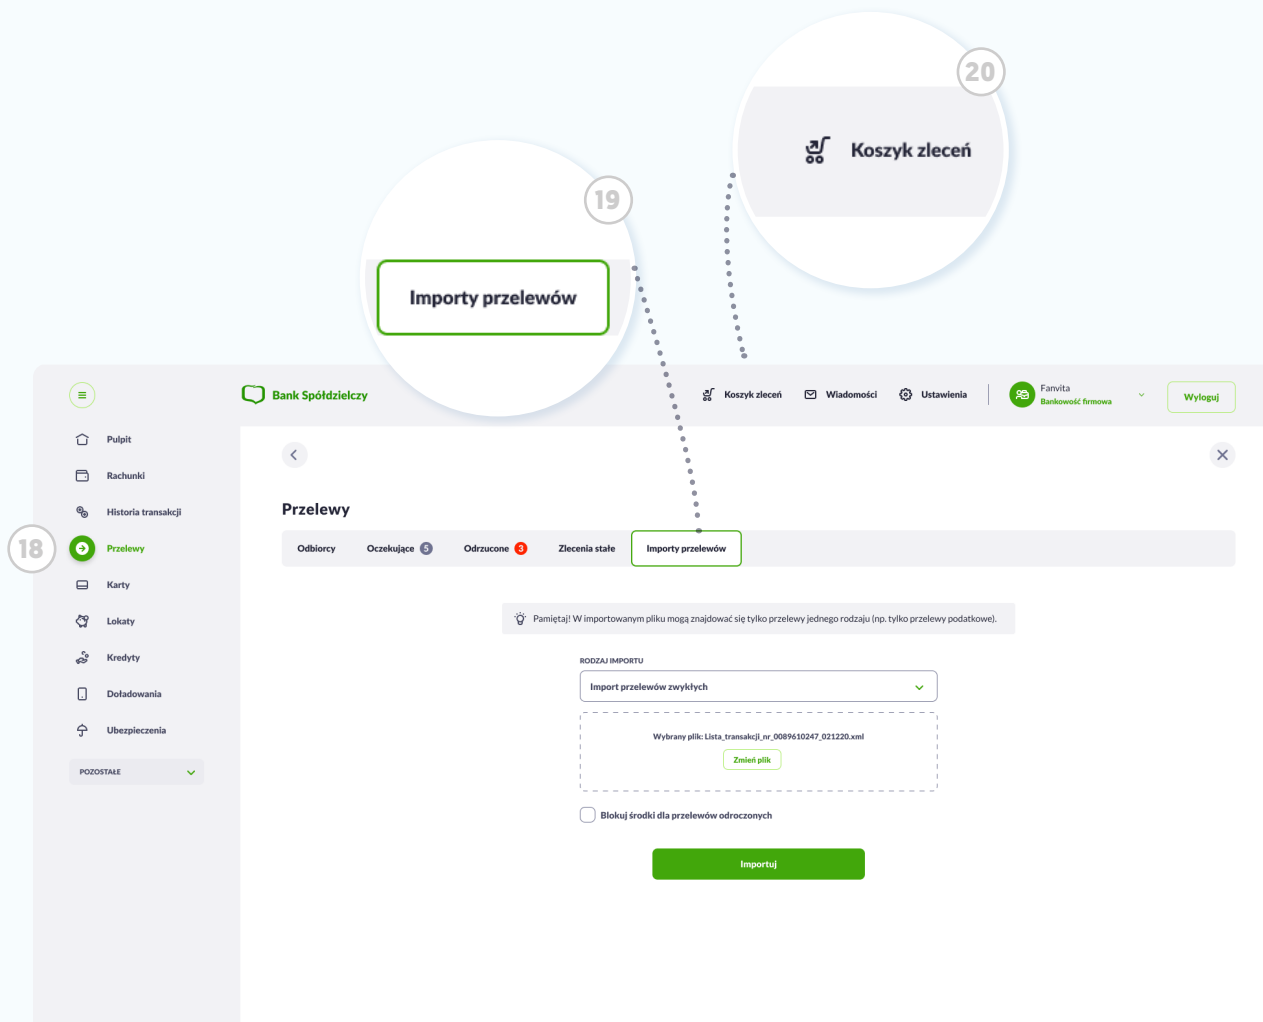 20
Koszyk zleceń
19
Importy przelewów
Bank Spółdzielczy
Koszyk zleceń
Wiadomości
Ustawienia
Fanvita
Bankowość firmowa
Wyloguj
Pulpit
Rachunki
Historia transakcji
18
Przelewy
Karty
Lokaty
Kredyty
Doładowania
Ubezpieczenia
POZOSTAŁE
Przelewy
Odbiorcy
Oczekujące 5
Odrzucone 3
Zlecenia stałe
Importy przelewów
Pamiętaj! W importowanym pliku mogą znajdować się tylko przelewy jednego rodzaju (np. tylko przelewy podatkowe).
RODZAJ IMPORTU
Import przelewów zwykłych
Wybrany plik: Lista_transakcji_nr_0089610247_021220.xml
Zmień plik
Blokuj środki dla przelewów odroczonych
Importuj